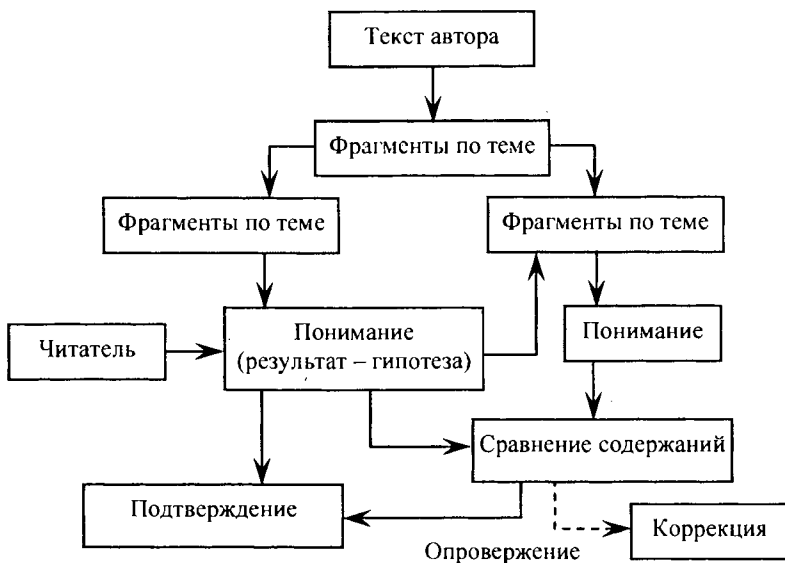 Текст автора
Фрагменты по теме
Фрагменты по теме
Фрагменты по теме
Читатель
Понимание
(результат – гипотеза)
Понимание
Сравнение содержаний
Подтверждение
Опровержение
Коррекция